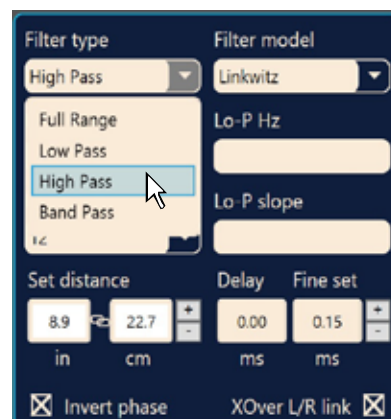 Filter type Filter model
High Pass Linkwitz
Full Range Lo-P Hz
Low Pass
High Pass
Band Pass Lo-P slope
12
Set distance Delay Fine set
8.9 22.7 + - 0.00 0.15 + -
in cm ms ms
Invert phase XOver L/R link